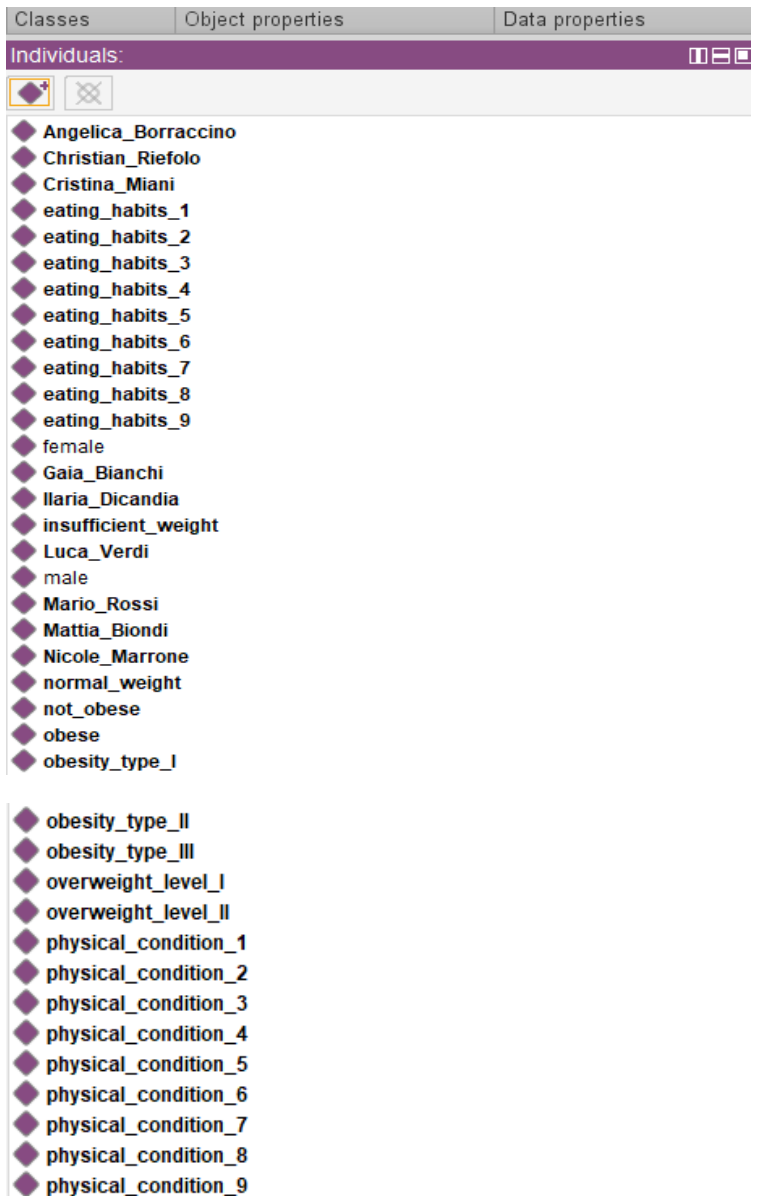 Classes Object properties Data properties
Individuals:
Angelica_Borraccino
Christian_Riefolo
Cristina_Miani
eating_habits_1
eating_habits_2
eating_habits_3
eating_habits_4
eating_habits_5
eating_habits_6
eating_habits_7
eating_habits_8
eating_habits_9
female
Gaia_Bianchi
Ilaria_Dicandia
insufficient_weight
Luca_Verdi
male
Mario_Rossi
Mattia_Biondi
Nicole_Marrone
normal_weight
not_obese
obese
obesity_type_I
obesity_type_II
obesity_type_III
overweight_level_I
overweight_level_II
physical_condition_1
physical_condition_2
physical_condition_3
physical_condition_4
physical_condition_5
physical_condition_6
physical_condition_7
physical_condition_8
physical_condition_9